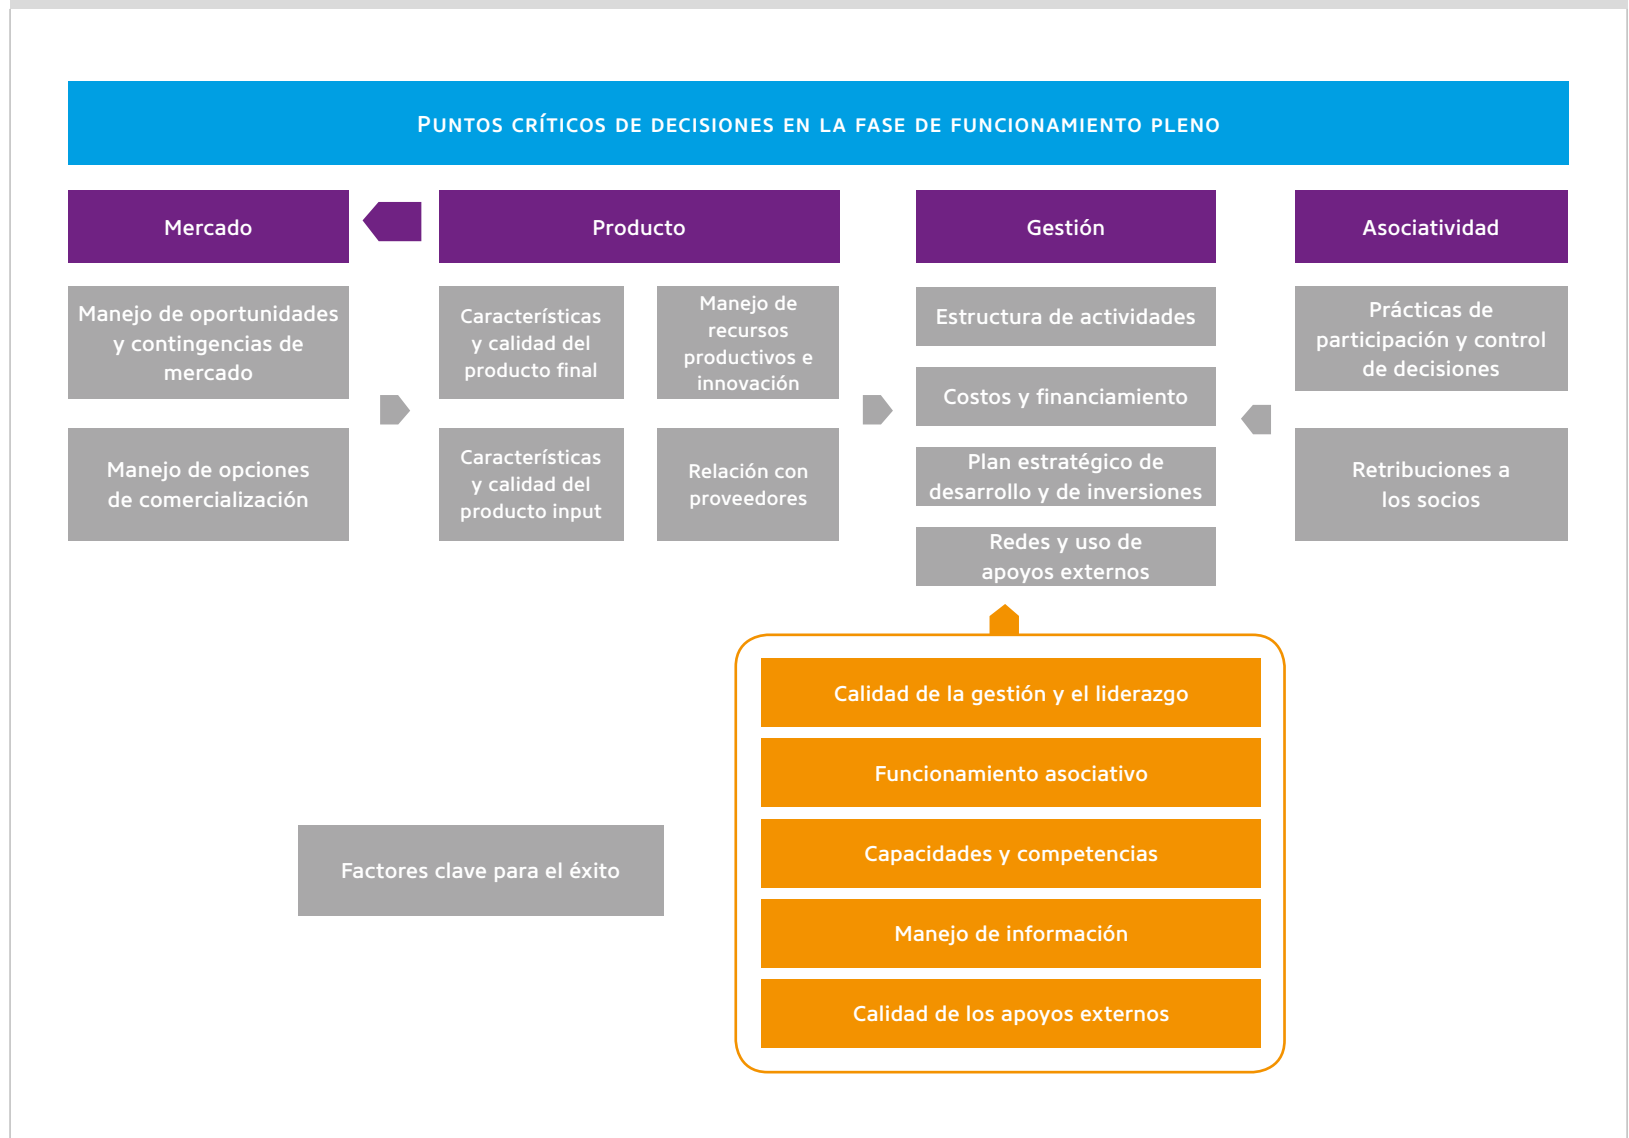 PUNTOS CRÍTICOS DE DECISIONES EN LA FASE DE FUNCIONAMIENTO PLENO
Mercado
Manejo de oportunidades
y contingencias de
mercado
Manejo de opciones
de comercialización
Producto
Características
y calidad del
producto final
Manejo de
recursos
productivos e
innovación
Características
y calidad del
producto input
Relación con
proveedores
Gestión
Estructura de actividades
Costos y financiamiento
Plan estratégico de
desarrollo y de inversiones
Redes y uso de
apoyos externos
Asociatividad
Prácticas de
participación y control
de decisiones
Retribuciones a
los socios
Factores clave para el éxito
Calidad de la gestión y el liderazgo
Funcionamiento asociativo
Capacidades y competencias
Manejo de información
Calidad de los apoyos externos